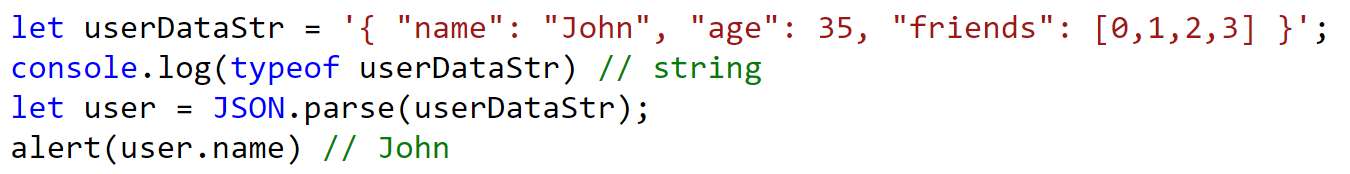 let userDataStr = '{ "name": "John", "age": 35, "friends": [0,1,2,3] }';
console.log(typeof userDataStr) // string
let user = JSON.parse(userDataStr);
alert(user.name) // John